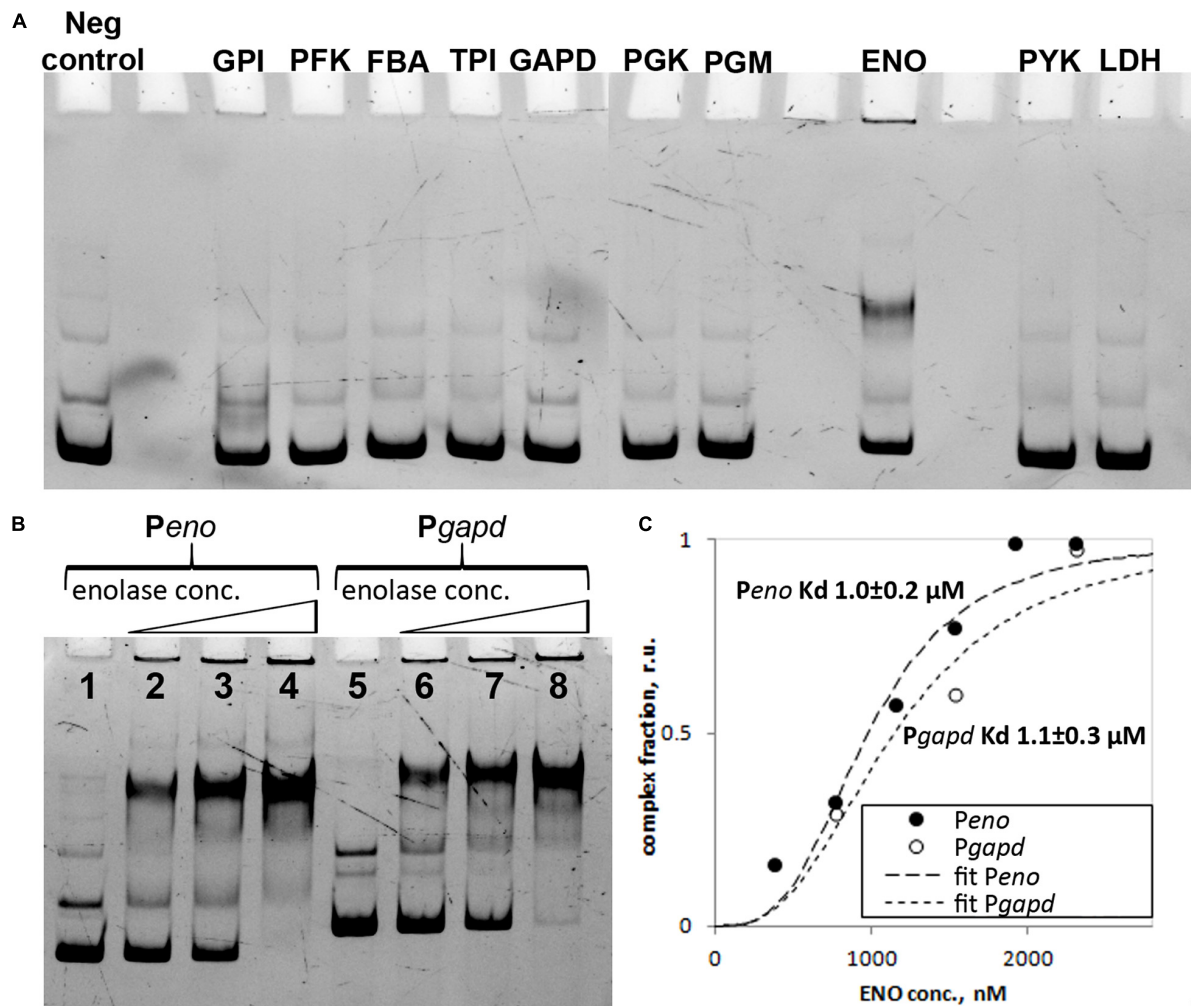 A
Neg
control GPI PFK FBA TPI GAPD PGK PGM ENO PYK LDH
B
Peno Pgapd
enolase conc. enolase conc.
1 2 3 4 5 6 7 8
C
complex fraction, r.u.
1
0.5
0
Peno Kd 1.0±0.2 µM
Pgapd Kd 1.1±0.3 µM
Peno
Pgapd
fit Peno
fit Pgapd
0 1000 2000
ENO conc., nM